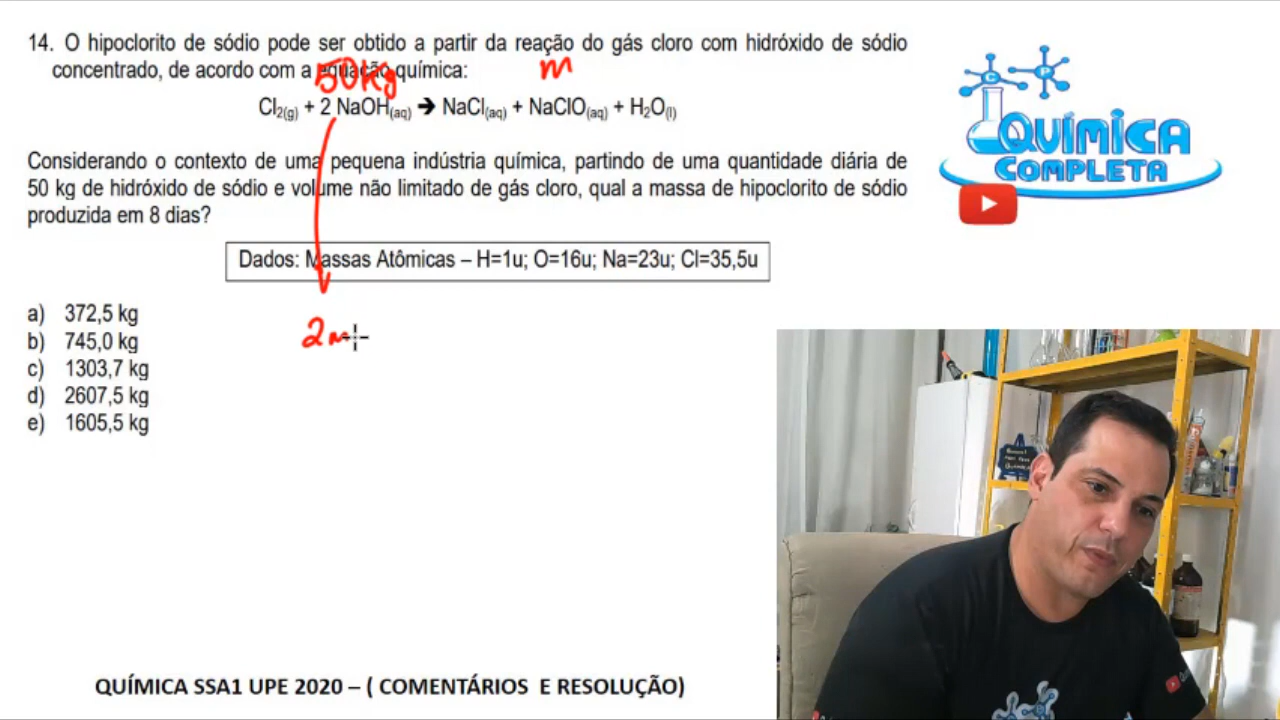 14. O hipoclorito de sódio pode ser obtido a partir da reação do gás cloro com hidróxido de sódio
concentrado, de acordo com a equação química:
50Kg
m
Cl2(g) + 2 NaOH(aq) ➔ NaCl(aq) + NaClO(aq) + H2O(l)
Considerando o contexto de uma pequena indústria química, partindo de uma quantidade diária de
50 kg de hidróxido de sódio e volume não limitado de gás cloro, qual a massa de hipoclorito de sódio
produzida em 8 dias?
Dados: Massas Atômicas – H=1u; O=16u; Na=23u; Cl=35,5u
a) 372,5 kg
b) 745,0 kg
c) 1303,7 kg
d) 2607,5 kg
e) 1605,5 kg
2m
QUÍMICA SSA1 UPE 2020 – ( COMENTÁRIOS E RESOLUÇÃO)
C
P
QUÍMICA
COMPLETA